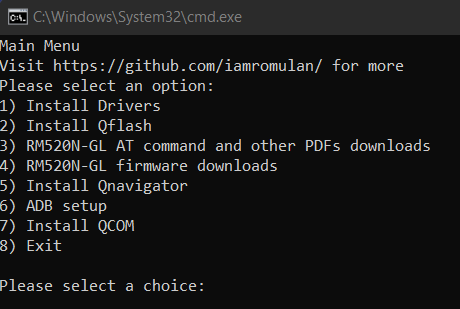 C:\Windows\System32\cmd.exe
Main Menu
Visit https://github.com/iamromulan/ for more
Please select an option:
1) Install Drivers
2) Install Qflash
3) RM520N-GL AT command and other PDFs downloads
4) RM520N-GL firmware downloads
5) Install Qnavigator
6) ADB setup
7) Install QCOM
8) Exit
Please select a choice: